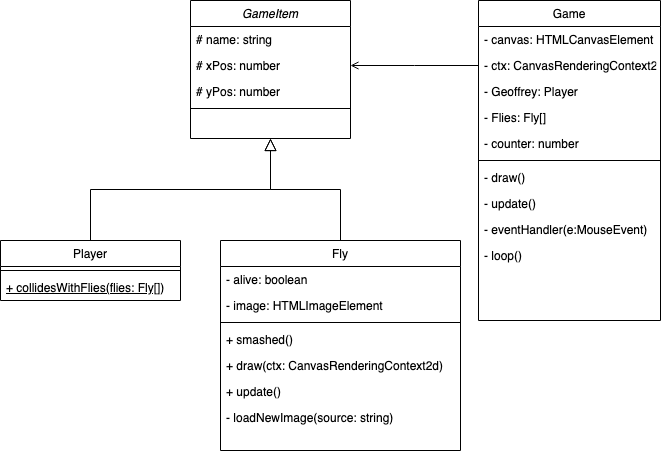 GameItem
# name: string
# xPos: number
# yPos: number
Game
- canvas: HTMLCanvasElement
- ctx: CanvasRenderingContext2
- Geoffrey: Player
- Flies: Fly[]
- counter: number
- draw()
- update()
- eventHandler(e:MouseEvent)
- loop()
Player
+ collidesWithFlies(flies: Fly[])
Fly
- alive: boolean
- image: HTMLImageElement
+ smashed()
+ draw(ctx: CanvasRenderingContext2d)
+ update()
- loadNewImage(source: string)